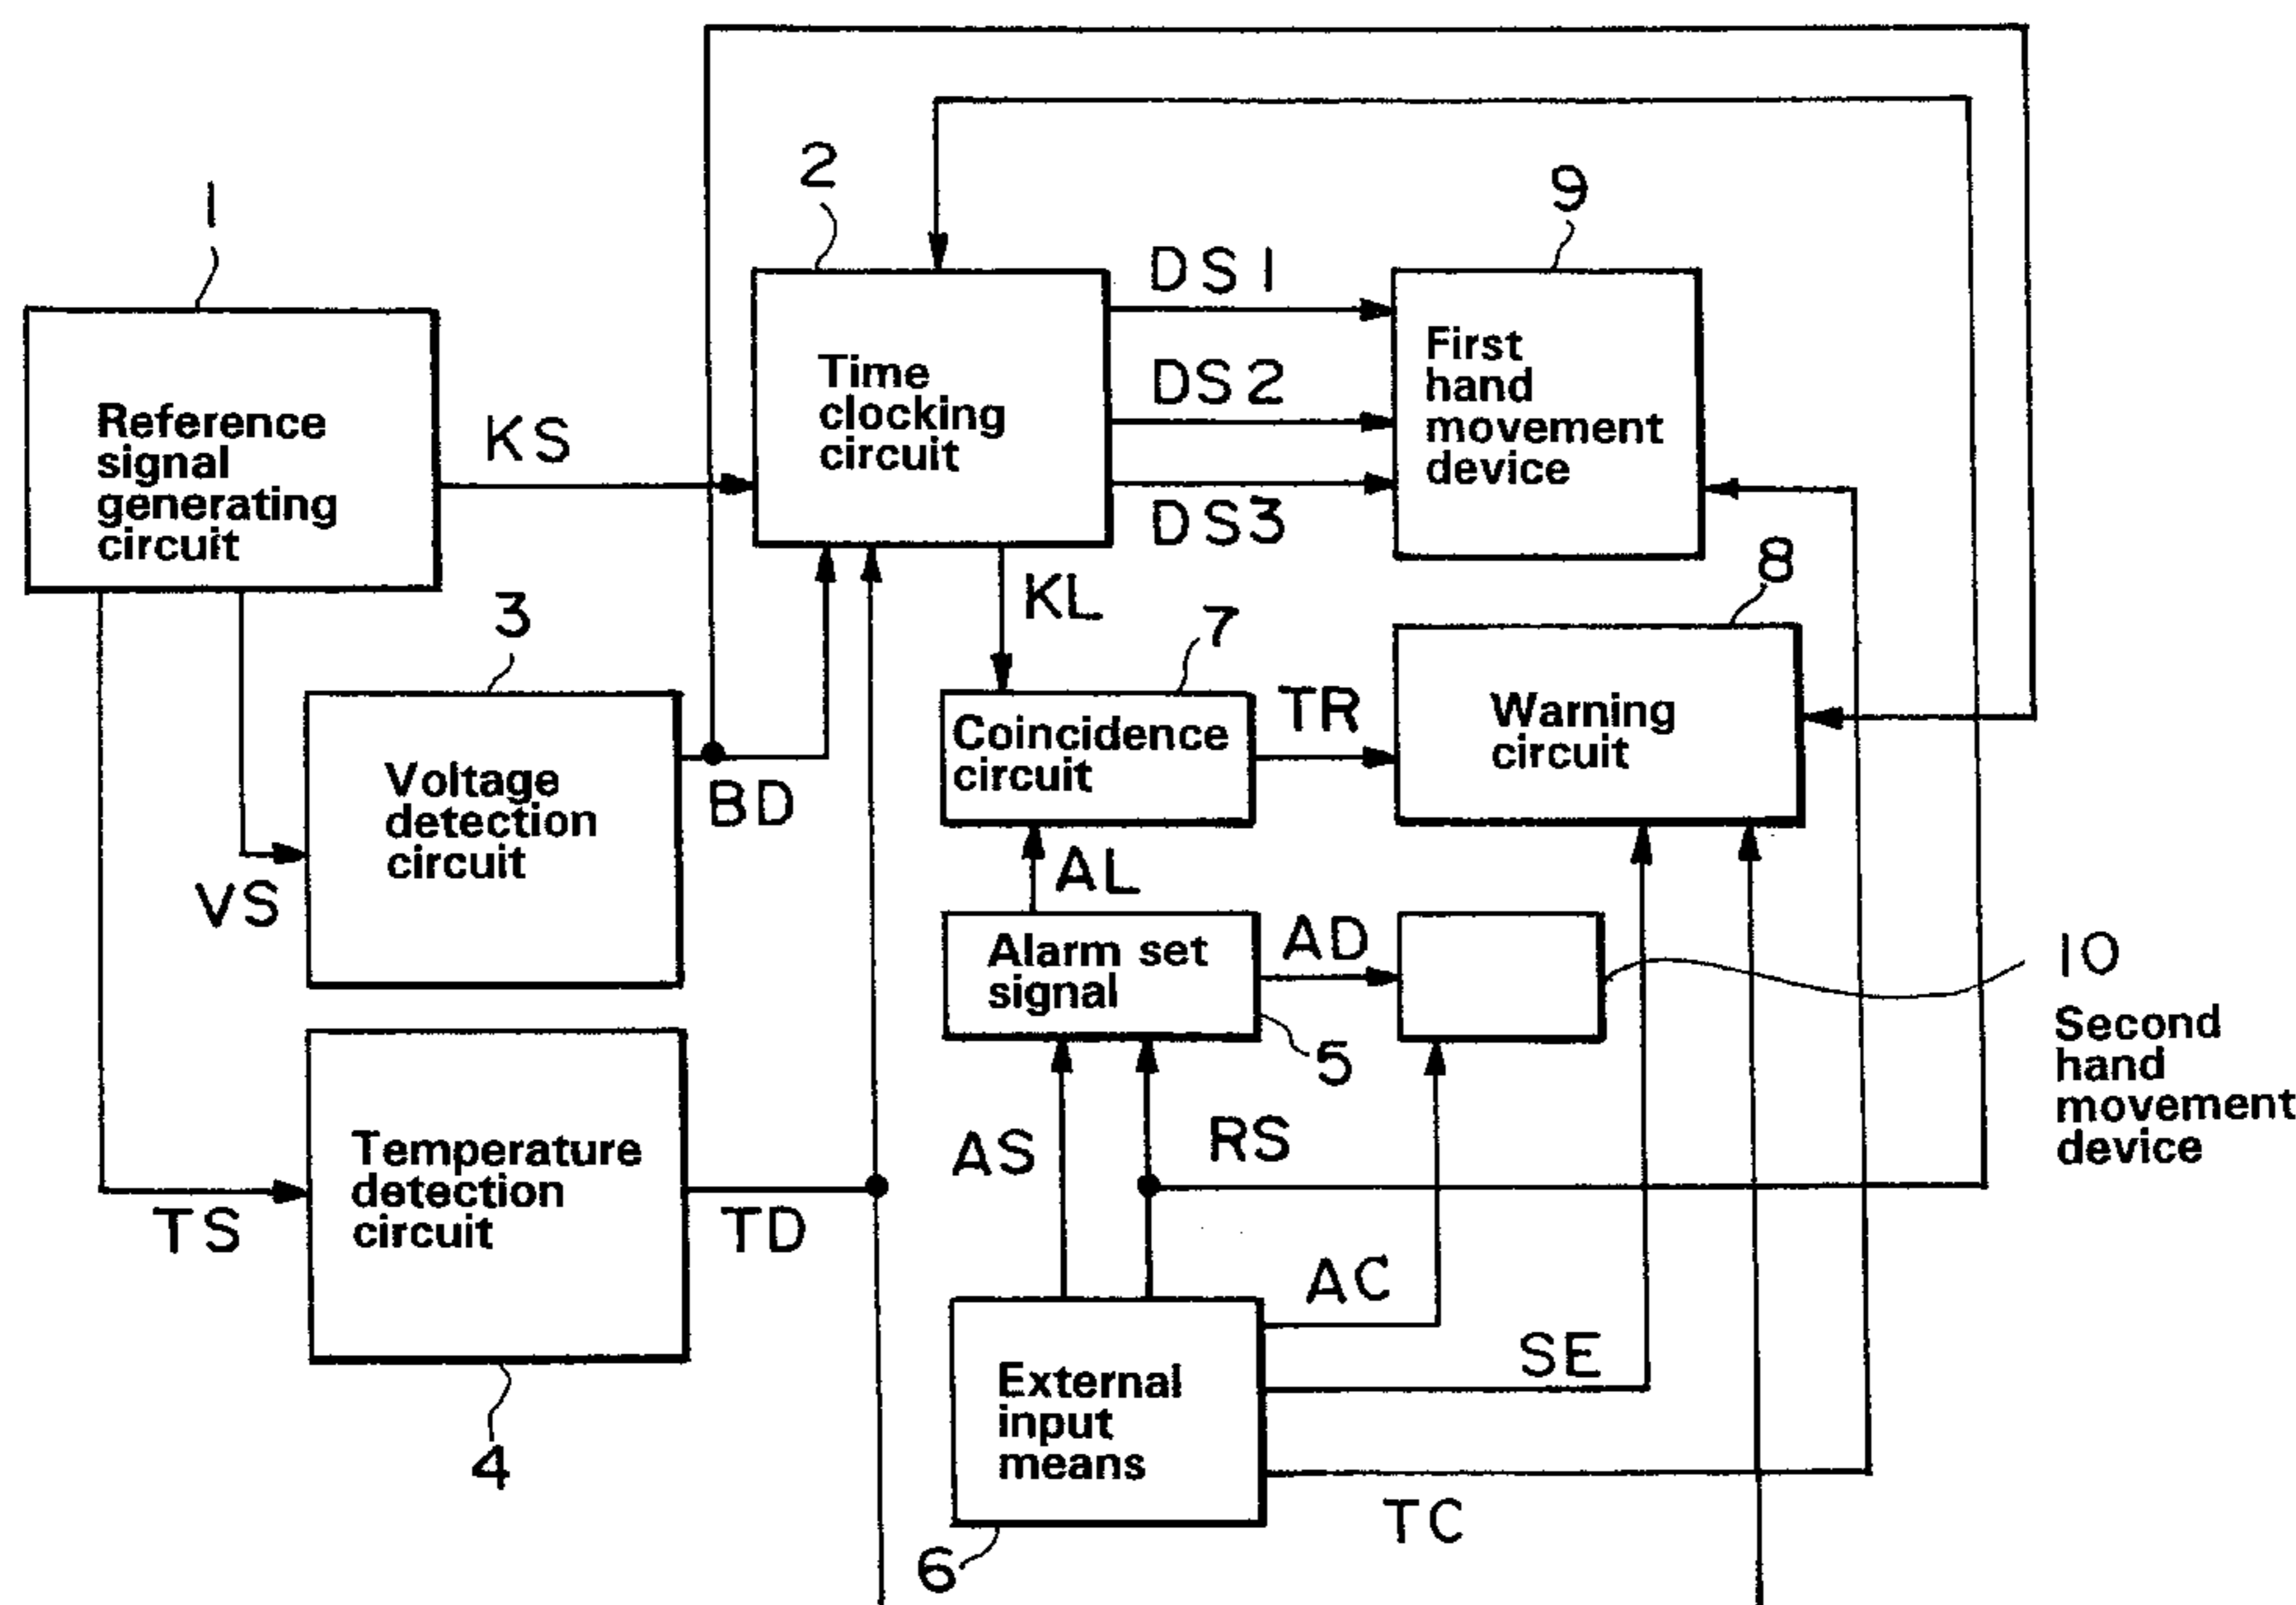 1
Reference
signal
generating
circuit
KS
2
Time
clocking
circuit
DS1
DS2
DS3
9
First
hand
movement
device
KL
3
Voltage
detection
circuit
VS
BD
7
Coincidence
circuit
TR
8
Warning
circuit
AL
Alarm set
signal
5
AD
10
Second
hand
movement
device
TS
Temperature
detection
circuit
4
TD
AS
RS
AC
SE
TC
External
input
means
6